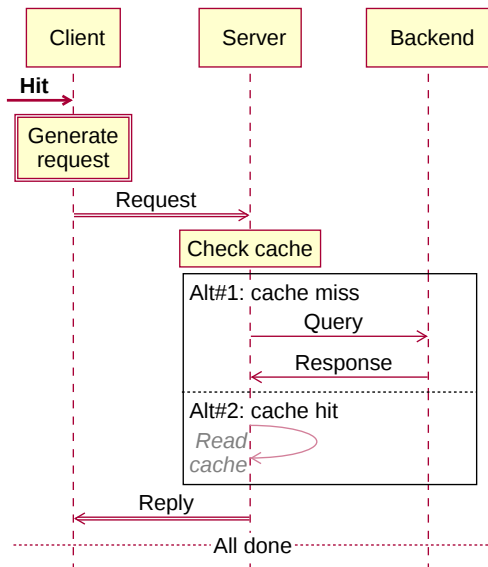 Client
Server
Backend
Hit
Generate
request
Request
Check cache
Alt#1: cache miss
Query
Response
Alt#2: cache hit
Read
cache
Reply
All done